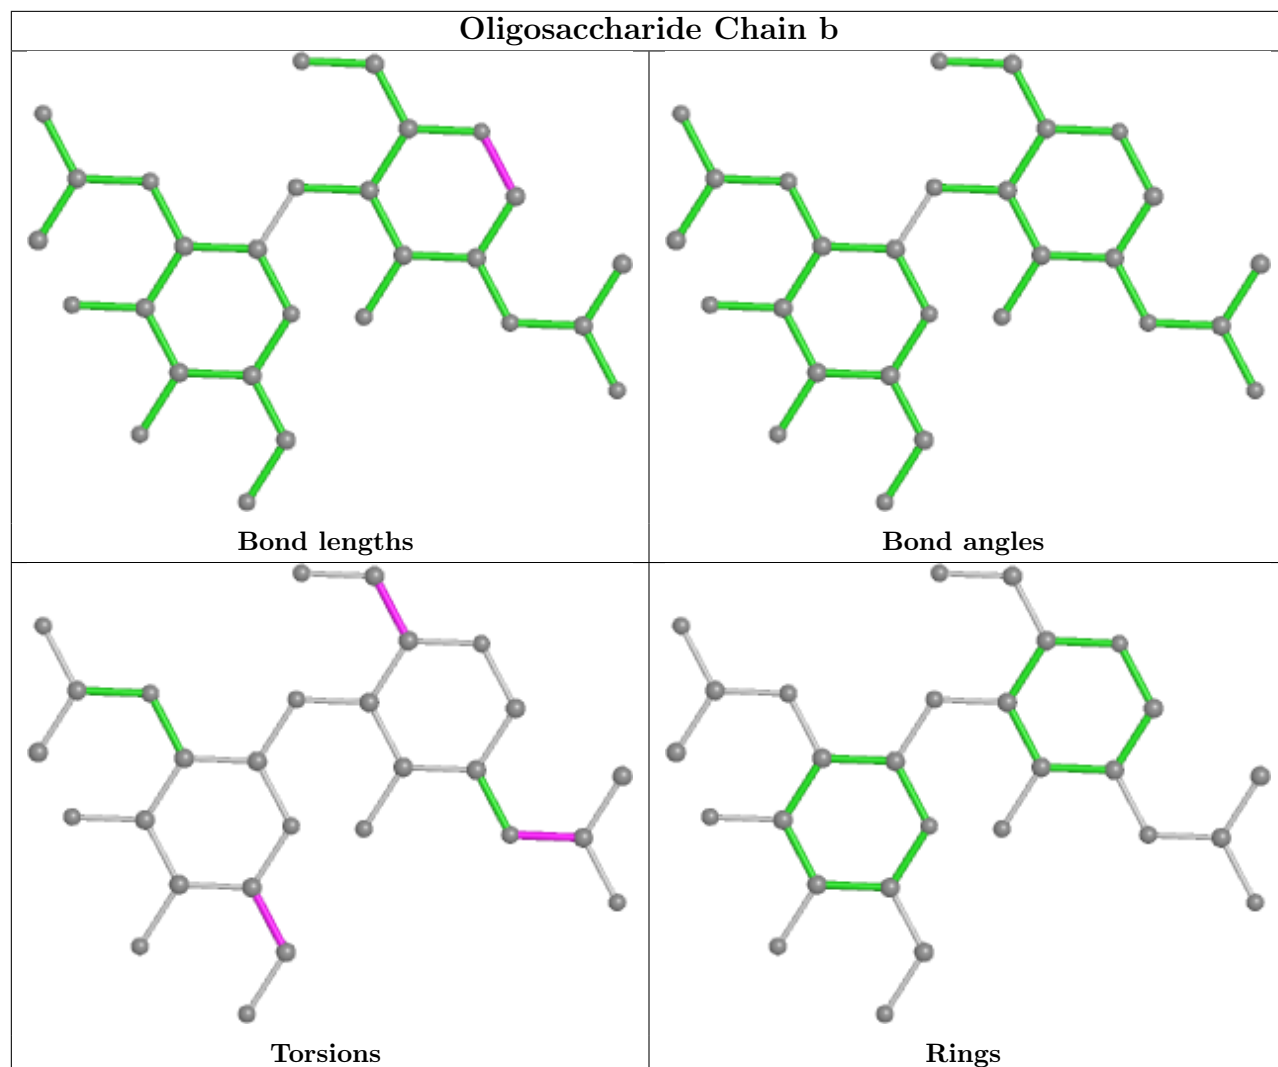 Oligosaccharide Chain b
Bond lengths
Bond angles
Torsions
Rings